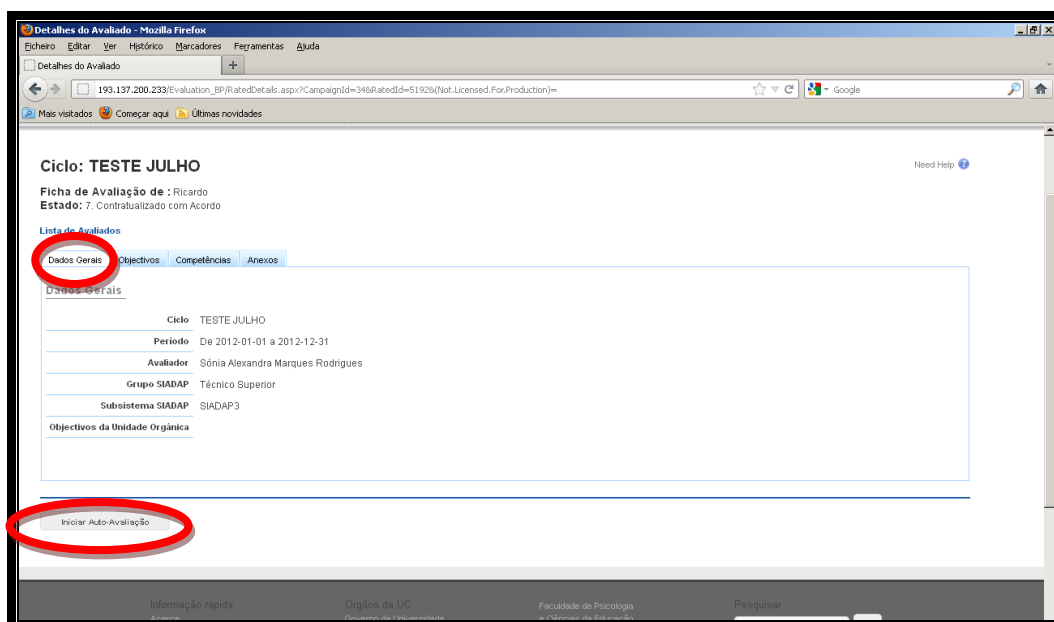 Detalhes do Avaliado - Mozilla Firefox
Ficheiro Editar Ver Histórico Marcadores Ferramentas Ajuda
Detalhes do Avaliado +
193.137.200.233/Evaluation_BP/RatedDetails.aspx?CampaignId=34&RatedId=5192&(Not.Licensed.For.Production)= Google
Mais visitados Começar aqui Últimas novidades
Ciclo: TESTE JULHO
Need Help ?
Ficha de Avaliação de : Ricardo
Estado: 7. Contratualizado com Acordo
Lista de Avaliados
Dados Gerais Objectivos Competências Anexos
Dados Gerais
Ciclo TESTE JULHO
Período De 2012-01-01 a 2012-12-31
Avaliador Sónia Alexandra Marques Rodrigues
Grupo SIADAP Técnico Superior
Subsistema SIADAP SIADAP3
Objectivos da Unidade Orgânica
Iniciar Auto-Avaliação
Informação rápida Orgãos da UC Faculdade de Psicologia Pesquisar
Acerca Governo da Universidade e Ciências da Educação